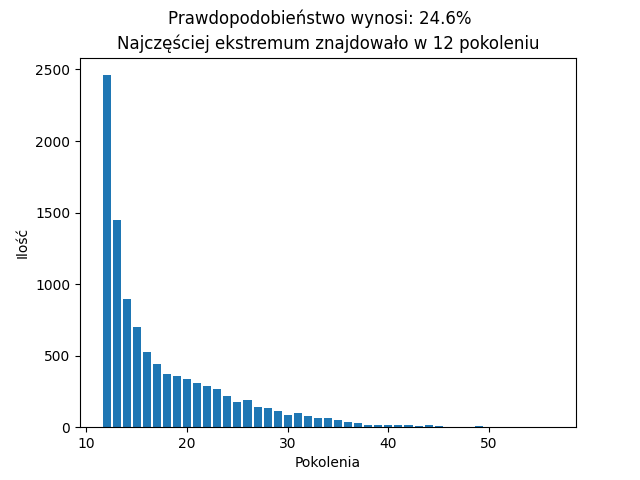 Prawdopodobieństwo wynosi: 24.6%
Najczęściej ekstremum znajdowało w 12 pokoleniu
2500
2000
1500
1000
500
0
Ilość
10 20 30 40 50
Pokolenia